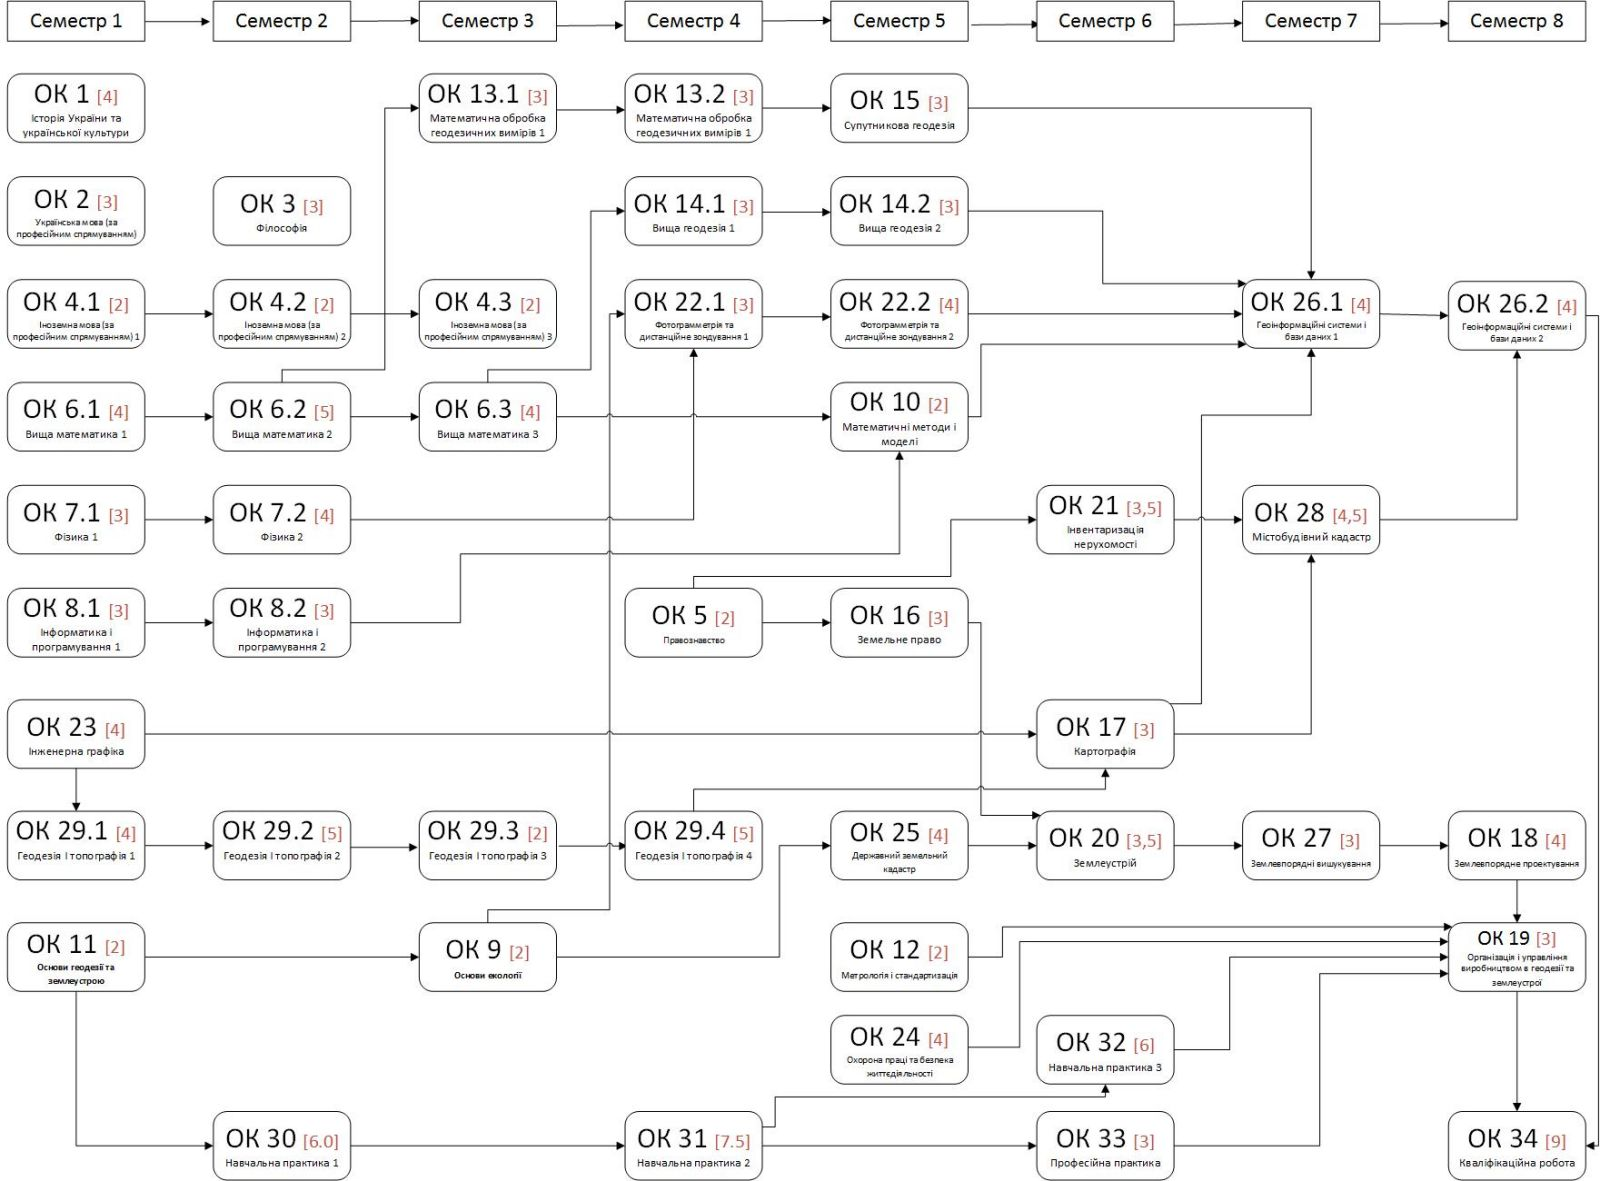 Семестр 1
Семестр 2
Семестр 3
Семестр 4
Семестр 5
Семестр 6
Семестр 7
Семестр 8
ОК 1 [4]
Історія України та
української культури
ОК 13.1 [3]
Математична обробка
геодезичних вимірів 1
ОК 13.2 [3]
Математична обробка
геодезичних вимірів 1
ОК 15 [3]
Супутникова геодезія
ОК 2 [3]
Українська мова (за
професійним спрямуванням)
ОК 3 [3]
Філософія
ОК 14.1 [3]
Вища геодезія 1
ОК 14.2 [3]
Вища геодезія 2
ОК 4.1 [2]
Іноземна мова (за
професійним спрямуванням) 1
ОК 4.2 [2]
Іноземна мова (за
професійним спрямуванням) 2
ОК 4.3 [2]
Іноземна мова (за
професійним спрямуванням) 3
ОК 22.1 [3]
Фотограмметрія та
дистанційне зондування 1
ОК 22.2 [4]
Фотограмметрія та
дистанційне зондування 2
ОК 26.1 [4]
Геоінформаційні системи і
бази даних 1
ОК 26.2 [4]
Геоінформаційні системи і
бази даних 2
ОК 6.1 [4]
Вища математика 1
ОК 6.2 [5]
Вища математика 2
ОК 6.3 [4]
Вища математика 3
ОК 10 [2]
Математичні методи і
моделі
ОК 7.1 [3]
Фізика 1
ОК 7.2 [4]
Фізика 2
ОК 21 [3,5]
Інвентаризація
нерухомості
ОК 28 [4,5]
Містобудівний кадастр
ОК 8.1 [3]
Інформатика і
програмування 1
ОК 8.2 [3]
Інформатика і
програмування 2
ОК 5 [2]
Правознавство
ОК 16 [3]
Земельне право
ОК 23 [4]
Інженерна графіка
ОК 17 [3]
Картографія
ОК 29.1 [4]
Геодезія І топографія 1
ОК 29.2 [5]
Геодезія І топографія 2
ОК 29.3 [2]
Геодезія І топографія 3
ОК 29.4 [5]
Геодезія І топографія 4
ОК 25 [4]
Державний земельний
кадастр
ОК 20 [3,5]
Землеустрій
ОК 27 [3]
Землевпорядні вишукування
ОК 18 [4]
Землевпорядне проектування
ОК 11 [2]
Основи геодезії та
землеустрою
ОК 9 [2]
Основи екології
ОК 12 [2]
Метрологія і стандартизація
ОК 19 [3]
Організація і управління
виробництвом в геодезії та
землеустрої
ОК 24 [4]
Охорона праці та безпека
життєдіяльності
ОК 32 [6]
Навчальна практика 3
ОК 30 [6.0]
Навчальна практика 1
ОК 31 [7.5]
Навчальна практика 2
ОК 33 [3]
Професійна практика
ОК 34 [9]
Кваліфікаційна робота